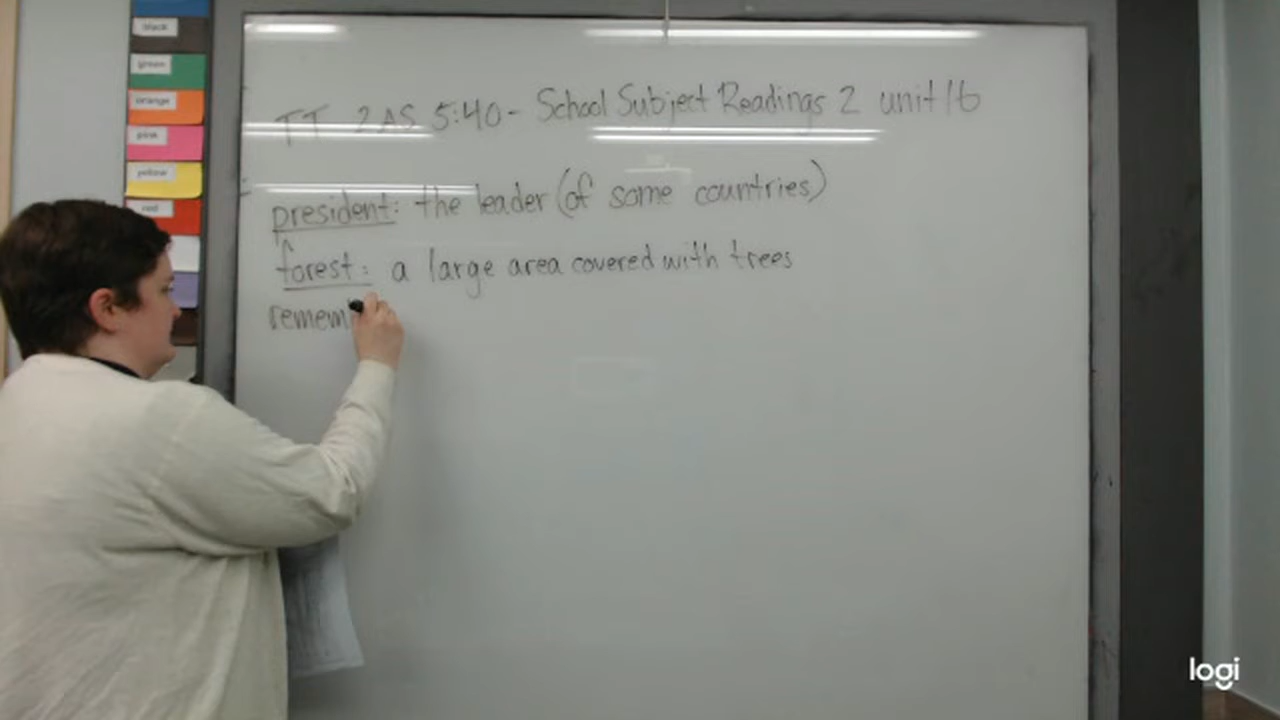 black
green
orange
pink
yellow
red
TT 2AS 5:40- School Subject Readings 2 unit 16
president: the leader (of some countries)
forest: a large area covered with trees
remem
logi